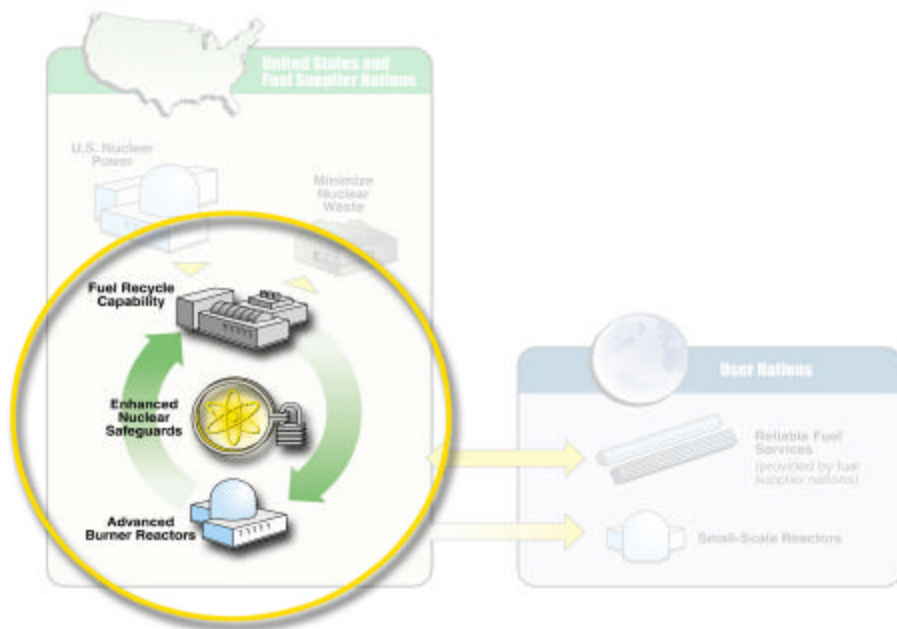 United States and
Fuel Supplier Nations
U.S. Nuclear
Power
Minimize
Nuclear
Waste
Fuel Recycle
Capability
Enhanced
Nuclear
Safeguards
Advanced
Burner Reactors
User Nations
Reliable Fuel
Services
(provided by fuel
supplier nations)
Small-Scale Reactors